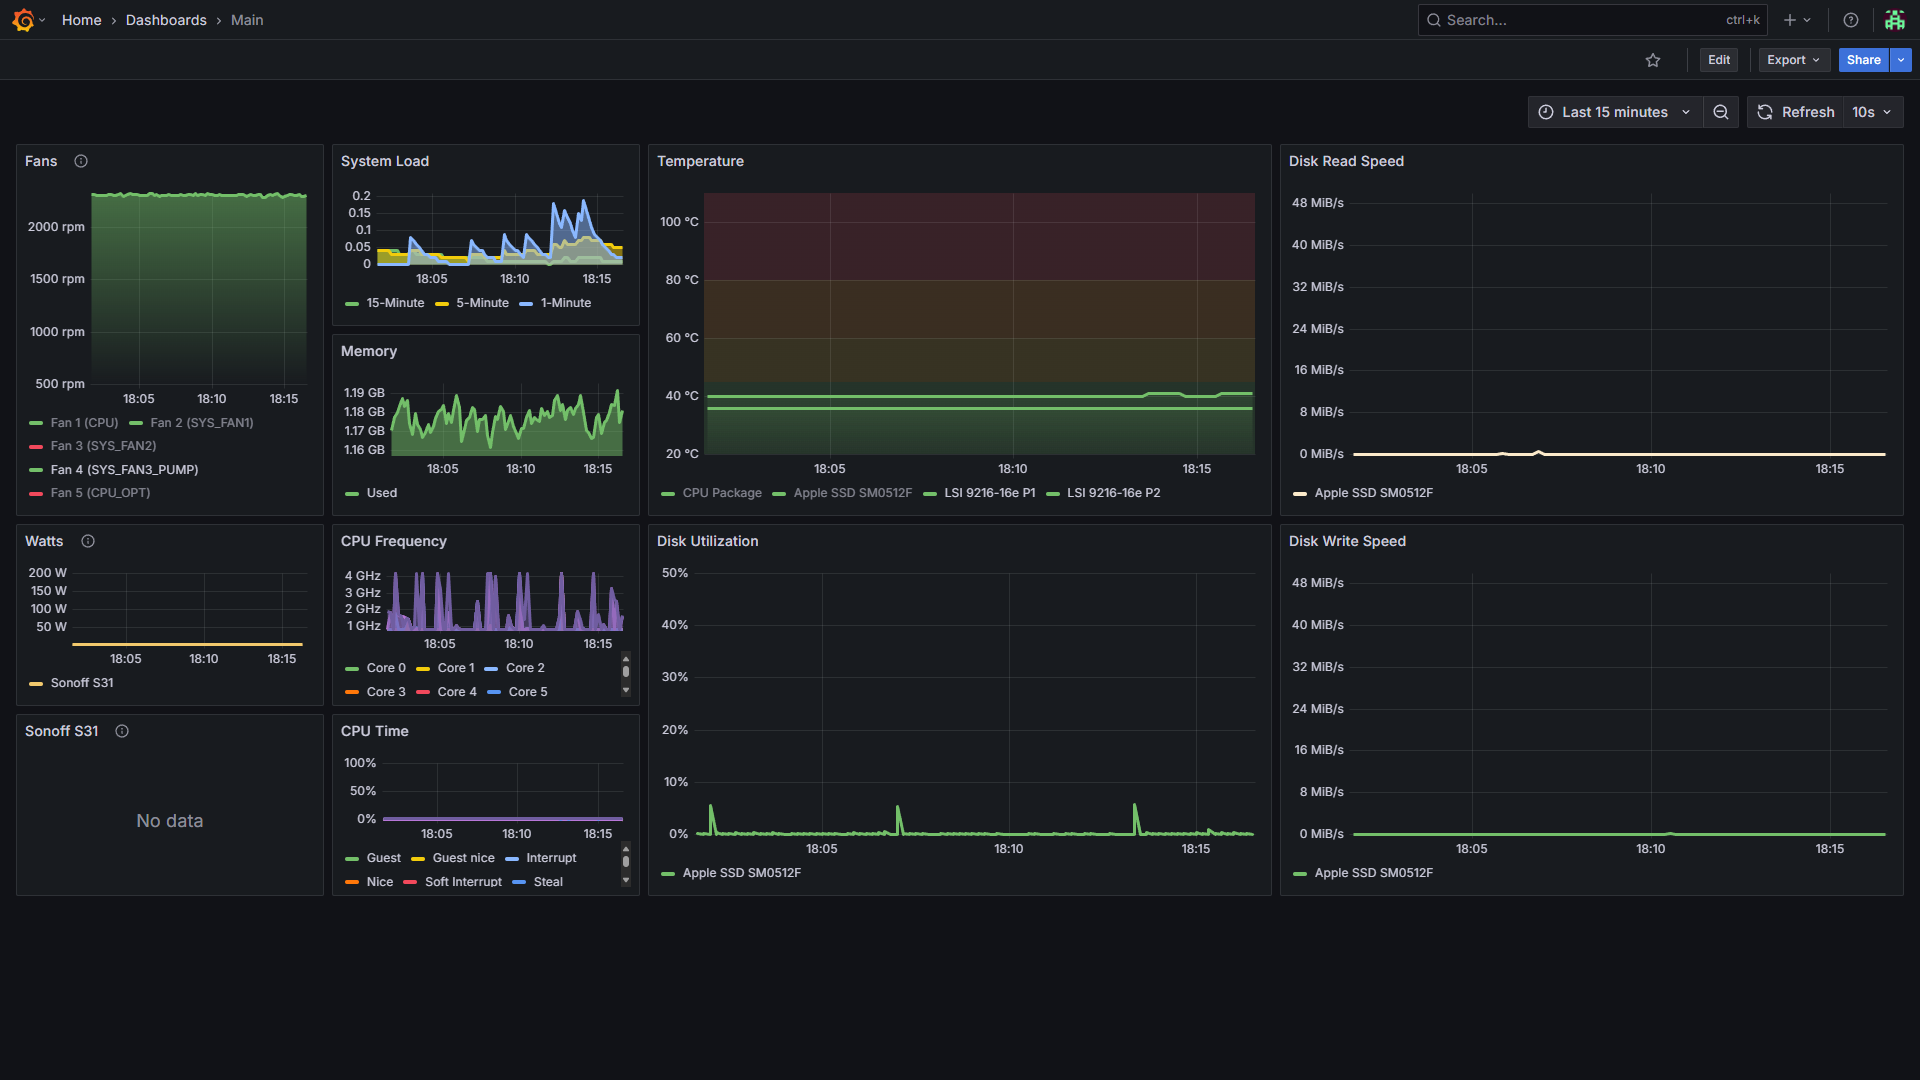 Home › Dashboards › Main
Search... ctrl+k
Edit Export Share
Last 15 minutes Refresh 10s
Fans
2000 rpm
1500 rpm
1000 rpm
500 rpm
18:05 18:10 18:15
Fan 1 (CPU) Fan 2 (SYS_FAN1)
Fan 3 (SYS_FAN2)
Fan 4 (SYS_FAN3_PUMP)
Fan 5 (CPU_OPT)
System Load
0.2
0.15
0.1
0.05
0
18:05 18:10 18:15
15-Minute 5-Minute 1-Minute
Memory
1.19 GB
1.18 GB
1.17 GB
1.16 GB
18:05 18:10 18:15
Used
Temperature
100 °C
80 °C
60 °C
40 °C
20 °C
18:05 18:10 18:15
CPU Package Apple SSD SM0512F LSI 9216-16e P1 LSI 9216-16e P2
Disk Read Speed
48 MiB/s
40 MiB/s
32 MiB/s
24 MiB/s
16 MiB/s
8 MiB/s
0 MiB/s
18:05 18:10 18:15
Apple SSD SM0512F
Watts
200 W
150 W
100 W
50 W
18:05 18:10 18:15
Sonoff S31
CPU Frequency
4 GHz
3 GHz
2 GHz
1 GHz
18:05 18:10 18:15
Core 0 Core 1 Core 2
Core 3 Core 4 Core 5
Disk Utilization
50%
40%
30%
20%
10%
0%
18:05 18:10 18:15
Apple SSD SM0512F
Disk Write Speed
48 MiB/s
40 MiB/s
32 MiB/s
24 MiB/s
16 MiB/s
8 MiB/s
0 MiB/s
18:05 18:10 18:15
Apple SSD SM0512F
Sonoff S31
No data
CPU Time
100%
50%
0%
18:05 18:10 18:15
Guest Guest nice Interrupt
Nice Soft Interrupt Steal